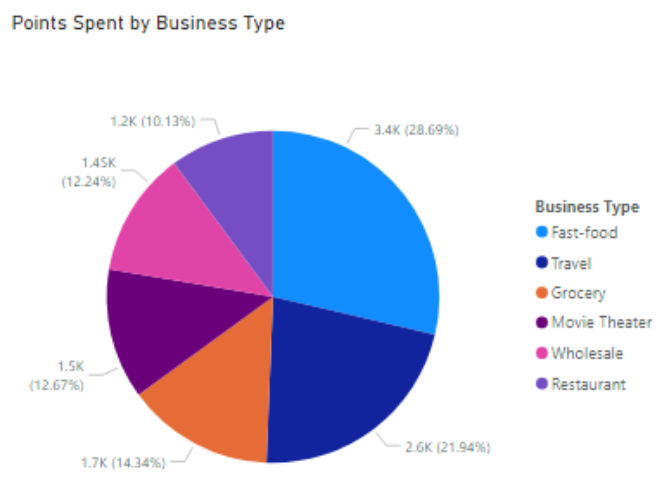 Points Spent by Business Type
1.2K (10.13%)
3.4K (28.69%)
1.45K
(12.24%)
Business Type
Fast-food
Travel
Grocery
Movie Theater
Wholesale
Restaurant
1.5K
(12.67%)
2.6K (21.94%)
1.7K (14.34%)